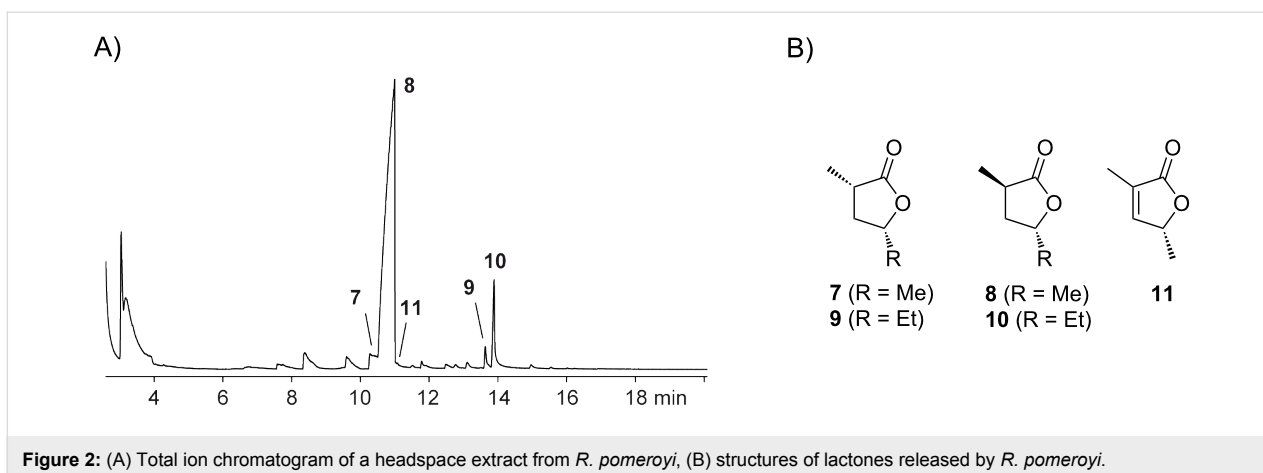 A)
B)
8
7
11
9
10
4
6
8
10
12
14
16
18 min
O
O
R
7 (R = Me)
9 (R = Et)
O
O
R
8 (R = Me)
10 (R = Et)
O
O
11
Figure 2: (A) Total ion chromatogram of a headspace extract from R. pomeroyi, (B) structures of lactones released by R. pomeroyi.